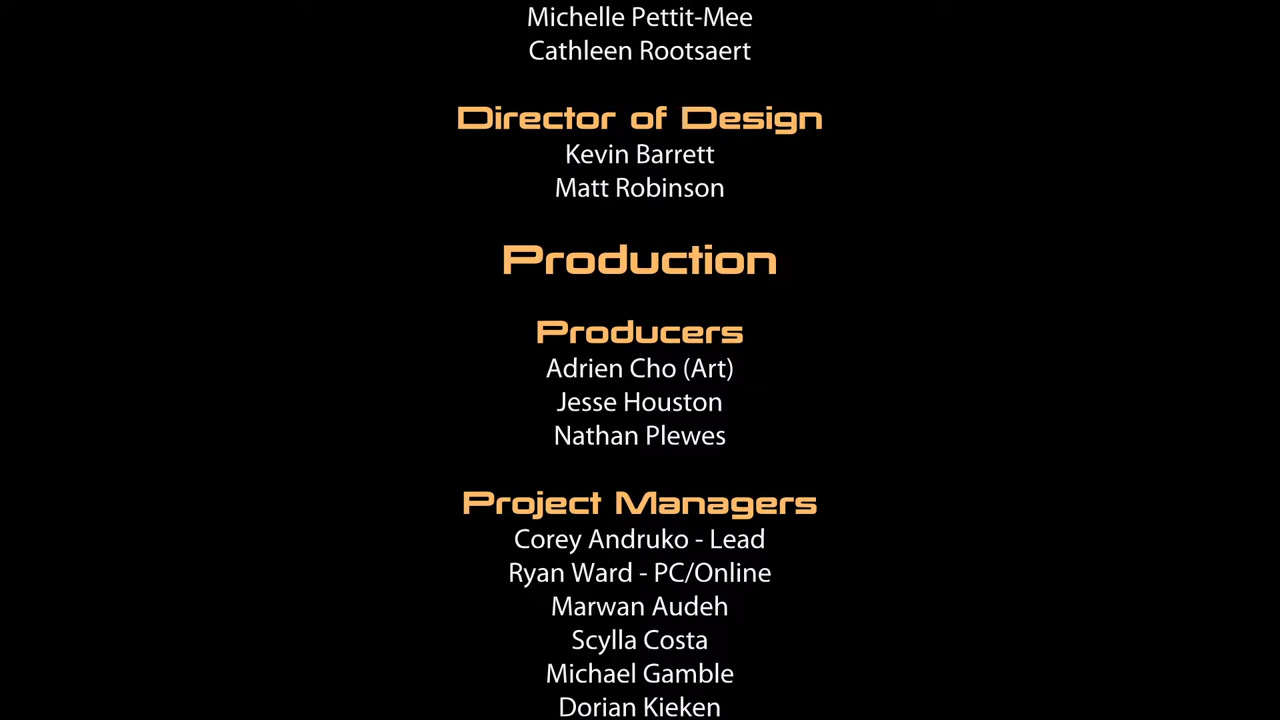 Michelle Pettit-Mee
Cathleen Rootsaert
Director of Design
Kevin Barrett
Matt Robinson
Production
Producers
Adrien Cho (Art)
Jesse Houston
Nathan Plewes
Project Managers
Corey Andruko - Lead
Ryan Ward - PC/Online
Marwan Audeh
Scylla Costa
Michael Gamble
Dorian Kieken